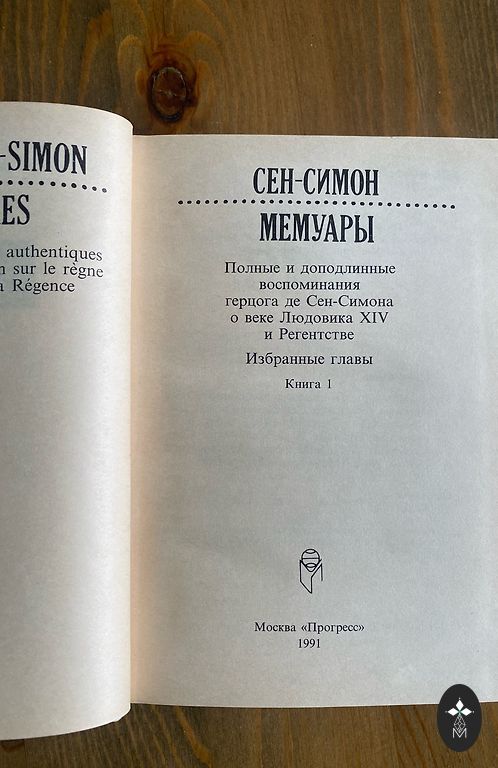 -SIMON
ES
authentiques
n sur le règne
a Régence
СЕН-СИМОН
МЕМУАРЫ
Полные и доподлинные
воспоминания
герцога де Сен-Симона
о веке Людовика XIV
и Регентстве
Избранные главы
Книга 1
Москва «Прогресс»
1991
M